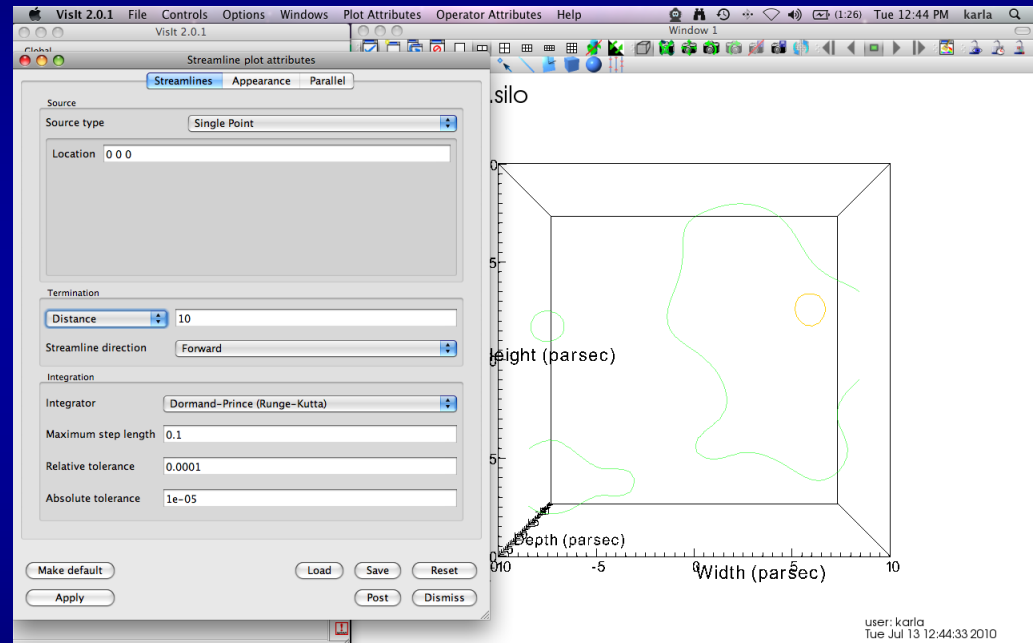 VisIt 2.0.1 File Controls Options Windows Plot Attributes Operator Attributes Help (1:26) Tue 12:44 PM karla
VisIt 2.0.1
Window 1
Streamline plot attributes
Streamlines Appearance Parallel
Source
Source type Single Point
Location 0 0 0
Termination
Distance 10
Streamline direction Forward
Integration
Integrator Dormand-Prince (Runge-Kutta)
Maximum step length 0.1
Relative tolerance 0.0001
Absolute tolerance 1e-05
Make default Load Save Reset
Apply Post Dismiss
.silo
0
5
eight (parsec)
5
Depth (parsec)
-5 0 5 10
Width (parsec)
user: karla
Tue Jul 13 12:44:33 2010